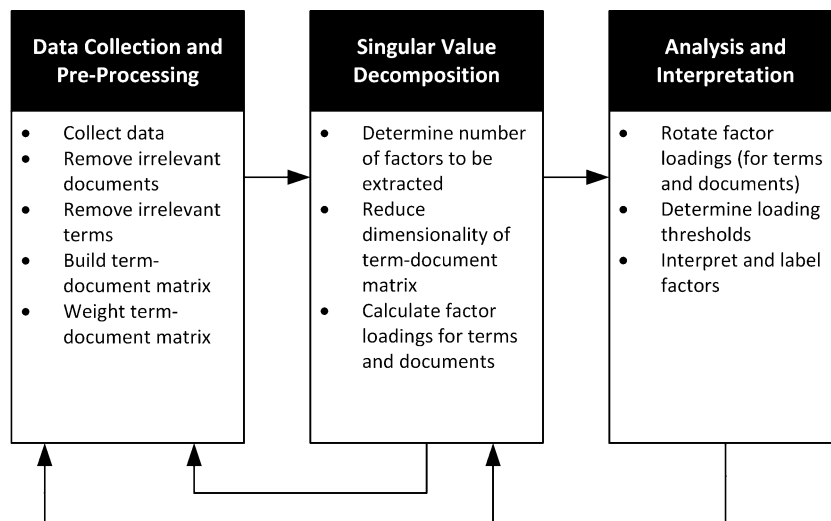 Data Collection and
Pre-Processing
• Collect data
• Remove irrelevant
documents
• Remove irrelevant
terms
• Build term-
document matrix
• Weight term-
document matrix
Singular Value
Decomposition
• Determine number
of factors to be
extracted
• Reduce
dimensionality of
term-document
matrix
• Calculate factor
loadings for terms
and documents
Analysis and
Interpretation
• Rotate factor
loadings (for terms
and documents)
• Determine loading
thresholds
• Interpret and label
factors